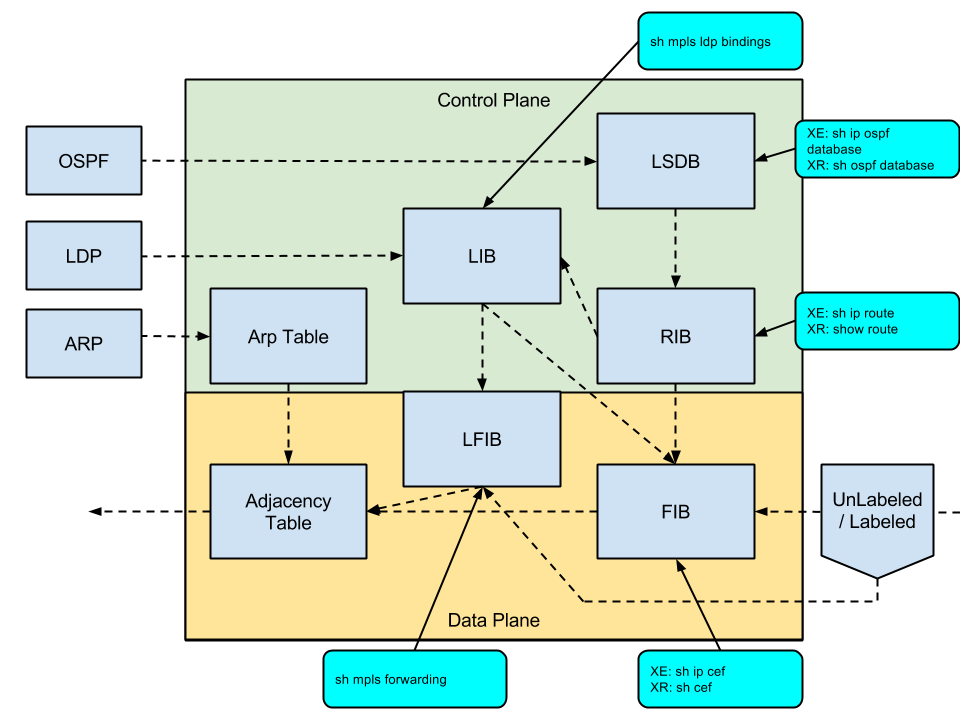 sh mpls ldp bindings
Control Plane
OSPF
LSDB
XE: sh ip ospf
database
XR: sh ospf database
LDP
LIB
ARP
Arp Table
RIB
XE: sh ip route
XR: show route
LFIB
Adjacency
Table
FIB
UnLabeled
/ Labeled
Data Plane
sh mpls forwarding
XE: sh ip cef
XR: sh cef